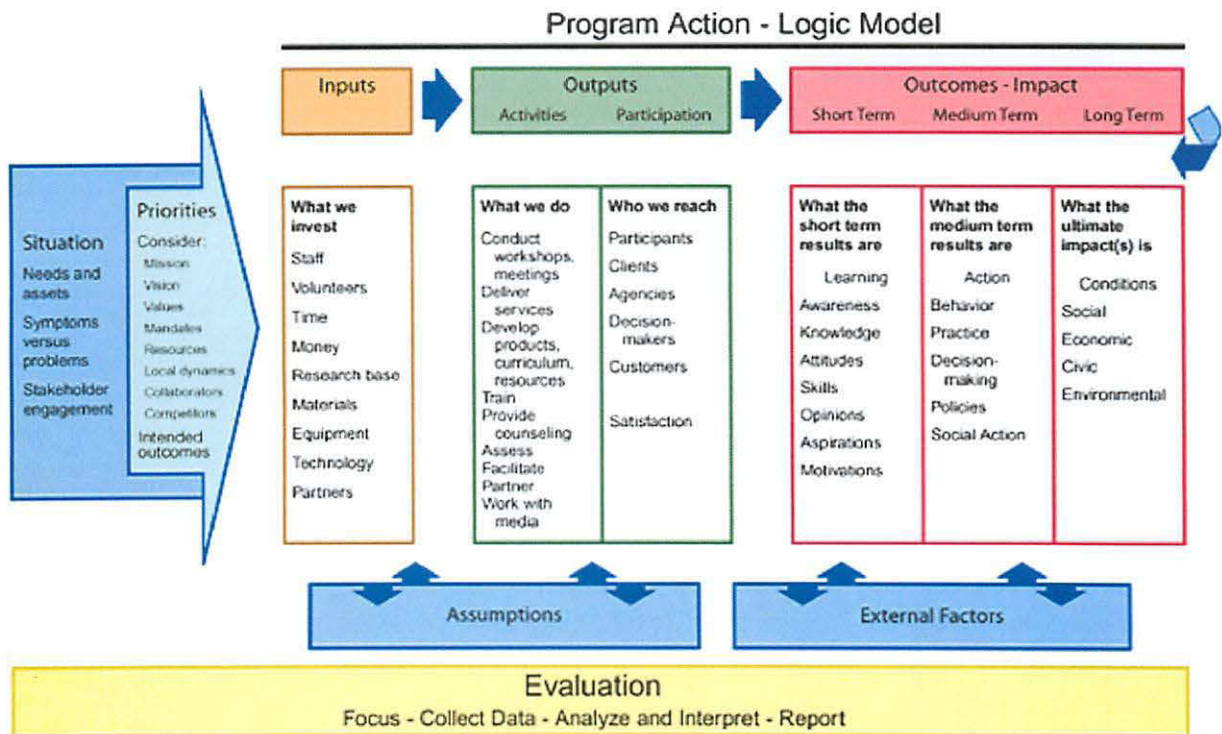 Program Action - Logic Model
Inputs
Outputs
Activities Participation
Outcomes - Impact
Short Term Medium Term Long Term
Situation
Needs and
assets
Symptoms
versus
problems
Stakeholder
engagement
Priorities
Consider:
Mission
Vision
Values
Mandates
Resources
Local dynamics
Collaborators
Competitors
Intended
outcomes
What we
invest
Staff
Volunteers
Time
Money
Research base
Materials
Equipment
Technology
Partners
What we do
Conduct
workshops,
meetings
Deliver
services
Develop
products,
curriculum,
resources
Train
Provide
counseling
Assess
Facilitate
Partner
Work with
media
Who we reach
Participants
Clients
Agencies
Decision-
makers
Customers
Satisfaction
What the
short term
results are
Learning
Awareness
Knowledge
Attitudes
Skills
Opinions
Aspirations
Motivations
What the
medium term
results are
Action
Behavior
Practice
Decision-
making
Policies
Social Action
What the
ultimate
impact(s) is
Conditions
Social
Economic
Civic
Environmental
Assumptions
External Factors
Evaluation
Focus - Collect Data - Analyze and Interpret - Report